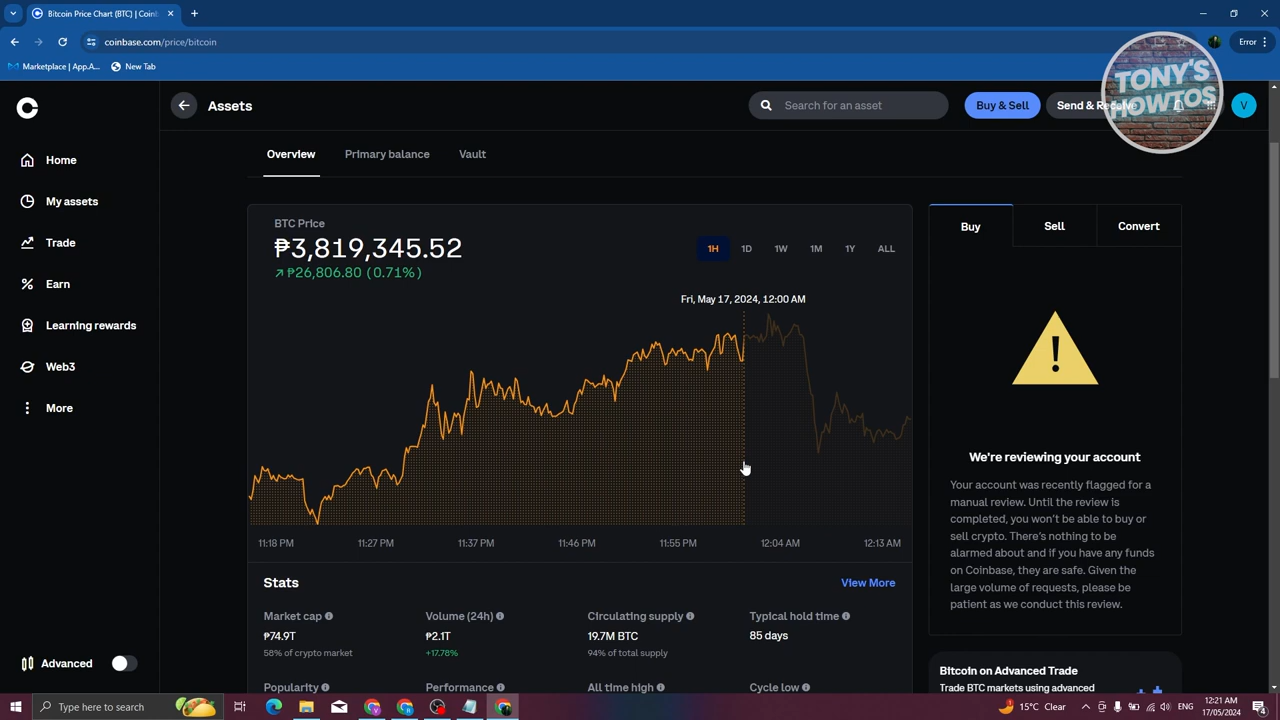 Bitcoin Price Chart (BTC) | Coinb
coinbase.com/price/bitcoin
Error
Marketplace | App.A...
New Tab
TONY'S
HOWTOS
Assets
Search for an asset
Buy & Sell
Send & Receive
V
Home
My assets
Trade
Earn
Learning rewards
Web3
More
Advanced
Overview
Primary balance
Vault
BTC Price
₱3,819,345.52
₱26,806.80 (0.71%)
1H
1D
1W
1M
1Y
ALL
Fri, May 17, 2024, 12:00 AM
11:18 PM
11:27 PM
11:37 PM
11:46 PM
11:55 PM
12:04 AM
12:13 AM
Stats
View More
Market cap
₱74.9T
58% of crypto market
Volume (24h)
₱2.1T
+17.78%
Circulating supply
19.7M BTC
94% of total supply
Typical hold time
85 days
Popularity
Performance
All time high
Cycle low
Buy
Sell
Convert
We're reviewing your account
Your account was recently flagged for a
manual review. Until the review is
completed, you won't be able to buy or
sell crypto. There's nothing to be
alarmed about and if you have any funds
on Coinbase, they are safe. Given the
large volume of requests, please be
patient as we conduct this review.
Bitcoin on Advanced Trade
Trade BTC markets using advanced
Type here to search
15°C Clear
12:21 AM
17/05/2024
4